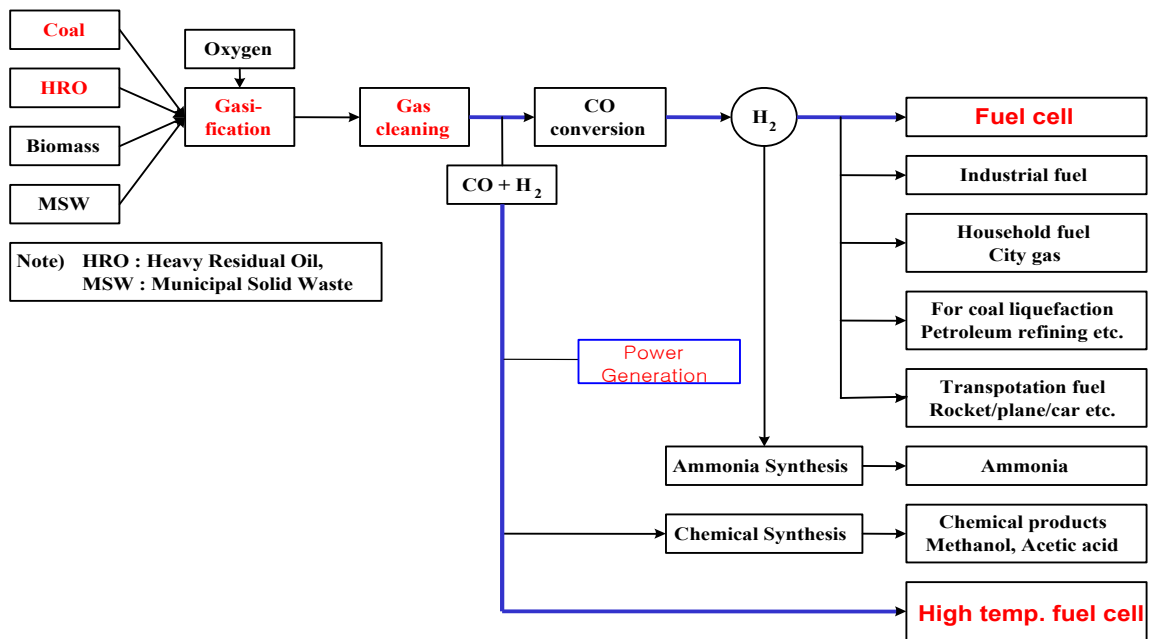 Coal
Oxygen
HRO
Gasi-
fication
Gas
cleaning
CO
conversion
H2
Fuel cell
Biomass
Industrial fuel
MSW
CO + H2
Household fuel
City gas
Note) HRO : Heavy Residual Oil,
MSW : Municipal Solid Waste
For coal liquefaction
Petroleum refining etc.
Power
Generation
Transpotation fuel
Rocket/plane/car etc.
Ammonia Synthesis
Ammonia
Chemical Synthesis
Chemical products
Methanol, Acetic acid
High temp. fuel cell